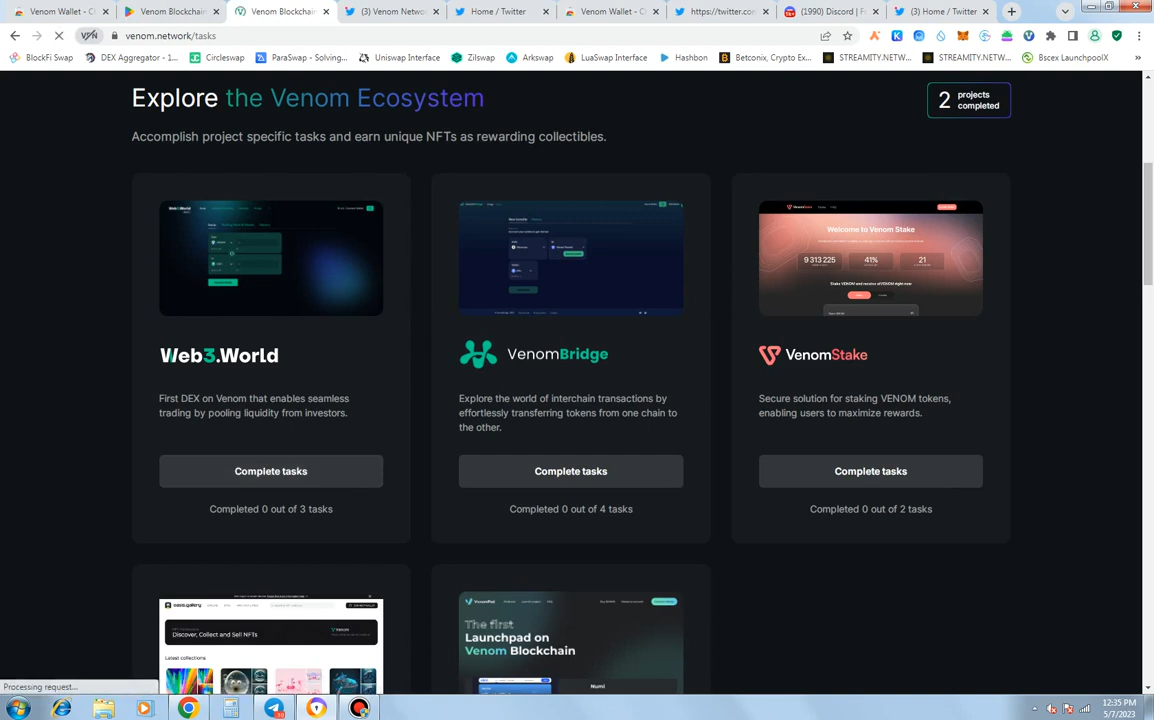 Venom Wallet - C
Venom Blockchain
Venom Blockchain
(3) Venom Netwo
Home / Twitter
Venom Wallet - C
https://twitter.co
(1990) Discord | F
(3) Home / Twitter
VPN
venom.network/tasks
BlockFi Swap
DEX Aggregator - 1...
Circleswap
ParaSwap - Solving...
Uniswap Interface
Zilswap
Arkswap
LuaSwap Interface
Hashbon
Betconix, Crypto Ex...
STREAMITY.NETW...
STREAMITY.NETW...
Bscex LaunchpoolX
»
Explore the Venom Ecosystem
2 projects completed
Accomplish project specific tasks and earn unique NFTs as rewarding collectibles.
Web3.World
First DEX on Venom that enables seamless
trading by pooling liquidity from investors.
Complete tasks
Completed 0 out of 3 tasks
VenomBridge
Explore the world of interchain transactions by
effortlessly transferring tokens from one chain to
the other.
Complete tasks
Completed 0 out of 4 tasks
VenomStake
Welcome to Venom Stake
9 313 225
41%
21
VenomStake
Secure solution for staking VENOM tokens,
enabling users to maximize rewards.
Complete tasks
Completed 0 out of 2 tasks
oasis.gallery
Discover, Collect and Sell NFTs
Latest collections
VenomPad
The first
Launchpad on
Venom Blockchain
Numi
Processing request...
12:35 PM
5/7/2023